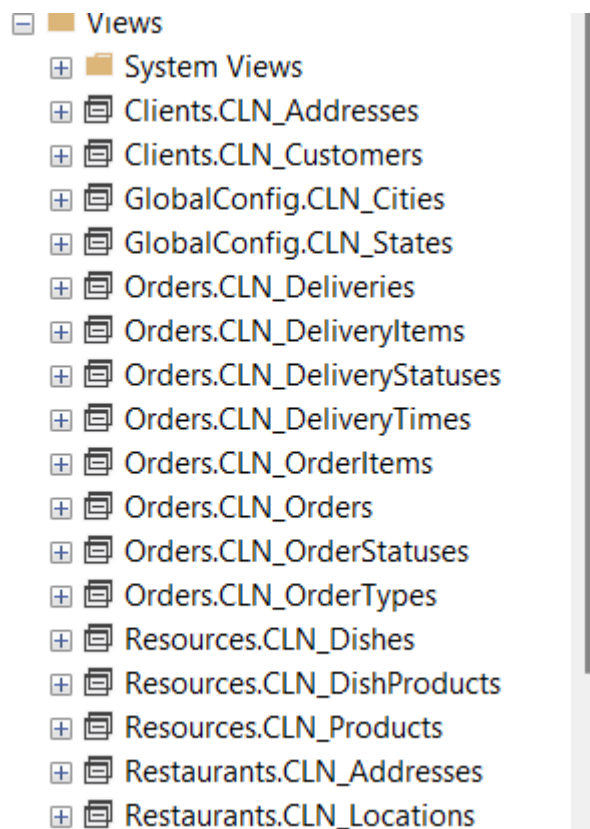 Views
System Views
Clients.CLN_Addresses
Clients.CLN_Customers
GlobalConfig.CLN_Cities
GlobalConfig.CLN_States
Orders.CLN_Deliveries
Orders.CLN_DeliveryItems
Orders.CLN_DeliveryStatuses
Orders.CLN_DeliveryTimes
Orders.CLN_OrderItems
Orders.CLN_Orders
Orders.CLN_OrderStatuses
Orders.CLN_OrderTypes
Resources.CLN_Dishes
Resources.CLN_DishProducts
Resources.CLN_Products
Restaurants.CLN_Addresses
Restaurants.CLN_Locations